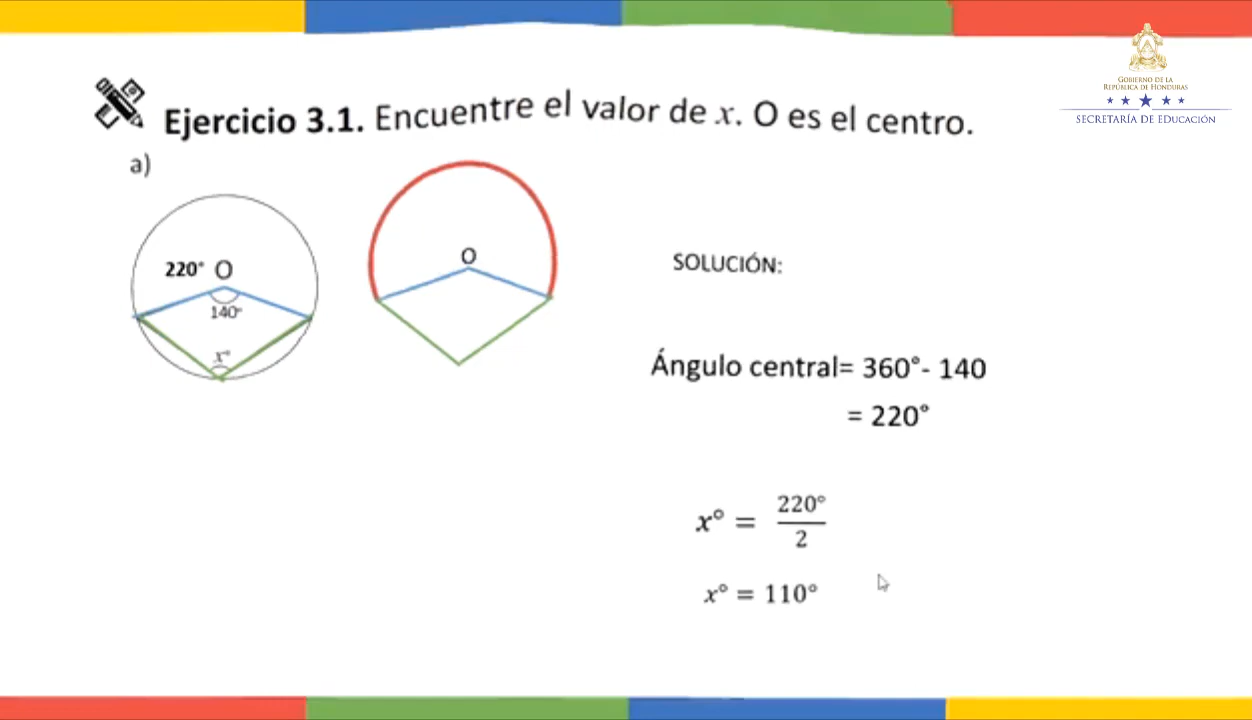 GOBIERNO DE LA
REPÚBLICA DE HONDURAS
SECRETARÍA DE EDUCACIÓN
Ejercicio 3.1. Encuentre el valor de x. O es el centro.
a)
220° O
140°
x°
O
SOLUCIÓN:
Ángulo central= 360°- 140
= 220°
x° = 220°/2
x° = 110°